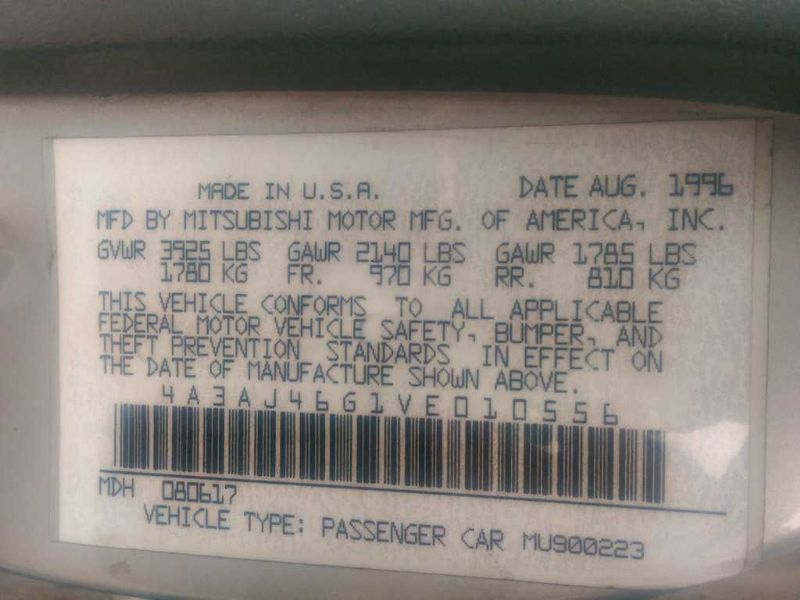 MADE IN U.S.A. DATE AUG. 1996
MFD BY MITSUBISHI MOTOR MFG. OF AMERICA, INC.
GVWR 3925 LBS GAWR 2140 LBS GAWR 1785 LBS
1780 KG FR. 970 KG RR. 810 KG
THIS VEHICLE CONFORMS TO ALL APPLICABLE
FEDERAL MOTOR VEHICLE SAFETY, BUMPER, AND
THEFT PREVENTION STANDARDS IN EFFECT ON
THE DATE OF MANUFACTURE SHOWN ABOVE.
4A3AJ46G1VE010556
MDH 080617
VEHICLE TYPE: PASSENGER CAR MU900223